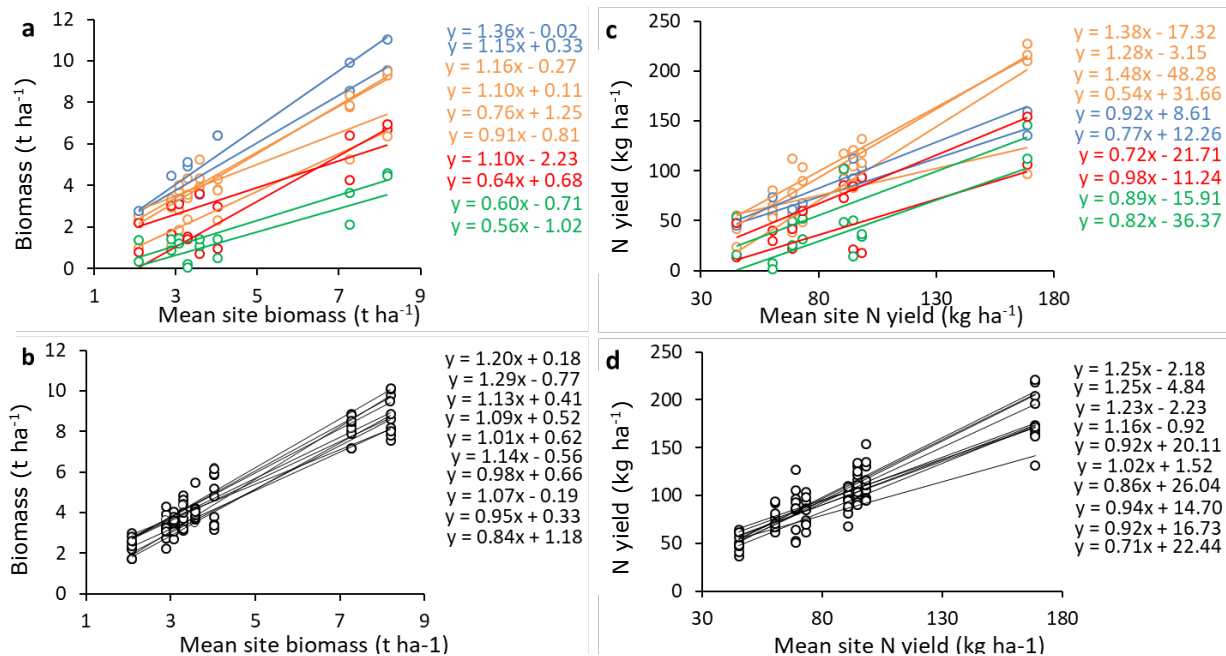 a
12
10
8
6
4
2
0
Biomass (t ha⁻¹)
1 3 5 7 9
Mean site biomass (t ha⁻¹)
y = 1.36x - 0.02
y = 1.15x + 0.33
y = 1.16x - 0.27
y = 1.10x + 0.11
y = 0.76x + 1.25
y = 0.91x - 0.81
y = 1.10x - 2.23
y = 0.64x + 0.68
y = 0.60x - 0.71
y = 0.56x - 1.02
c
250
200
150
100
50
0
N yield (kg ha⁻¹)
30 80 130 180
Mean site N yield (kg ha⁻¹)
y = 1.38x - 17.32
y = 1.28x - 3.15
y = 1.48x - 48.28
y = 0.54x + 31.66
y = 0.92x + 8.61
y = 0.77x + 12.26
y = 0.72x - 21.71
y = 0.98x - 11.24
y = 0.89x - 15.91
y = 0.82x - 36.37
b
12
10
8
6
4
2
0
Biomass (t ha⁻¹)
1 3 5 7 9
Mean site biomass (t ha-1)
y = 1.20x + 0.18
y = 1.29x - 0.77
y = 1.13x + 0.41
y = 1.09x + 0.52
y = 1.01x + 0.62
y = 1.14x - 0.56
y = 0.98x + 0.66
y = 1.07x - 0.19
y = 0.95x + 0.33
y = 0.84x + 1.18
d
250
200
150
100
50
0
N yield (kg ha⁻¹)
30 80 130 180
Mean site N yield (kg ha-1)
y = 1.25x - 2.18
y = 1.25x - 4.84
y = 1.23x - 2.23
y = 1.16x - 0.92
y = 0.92x + 20.11
y = 1.02x + 1.52
y = 0.86x + 26.04
y = 0.94x + 14.70
y = 0.92x + 16.73
y = 0.71x + 22.44